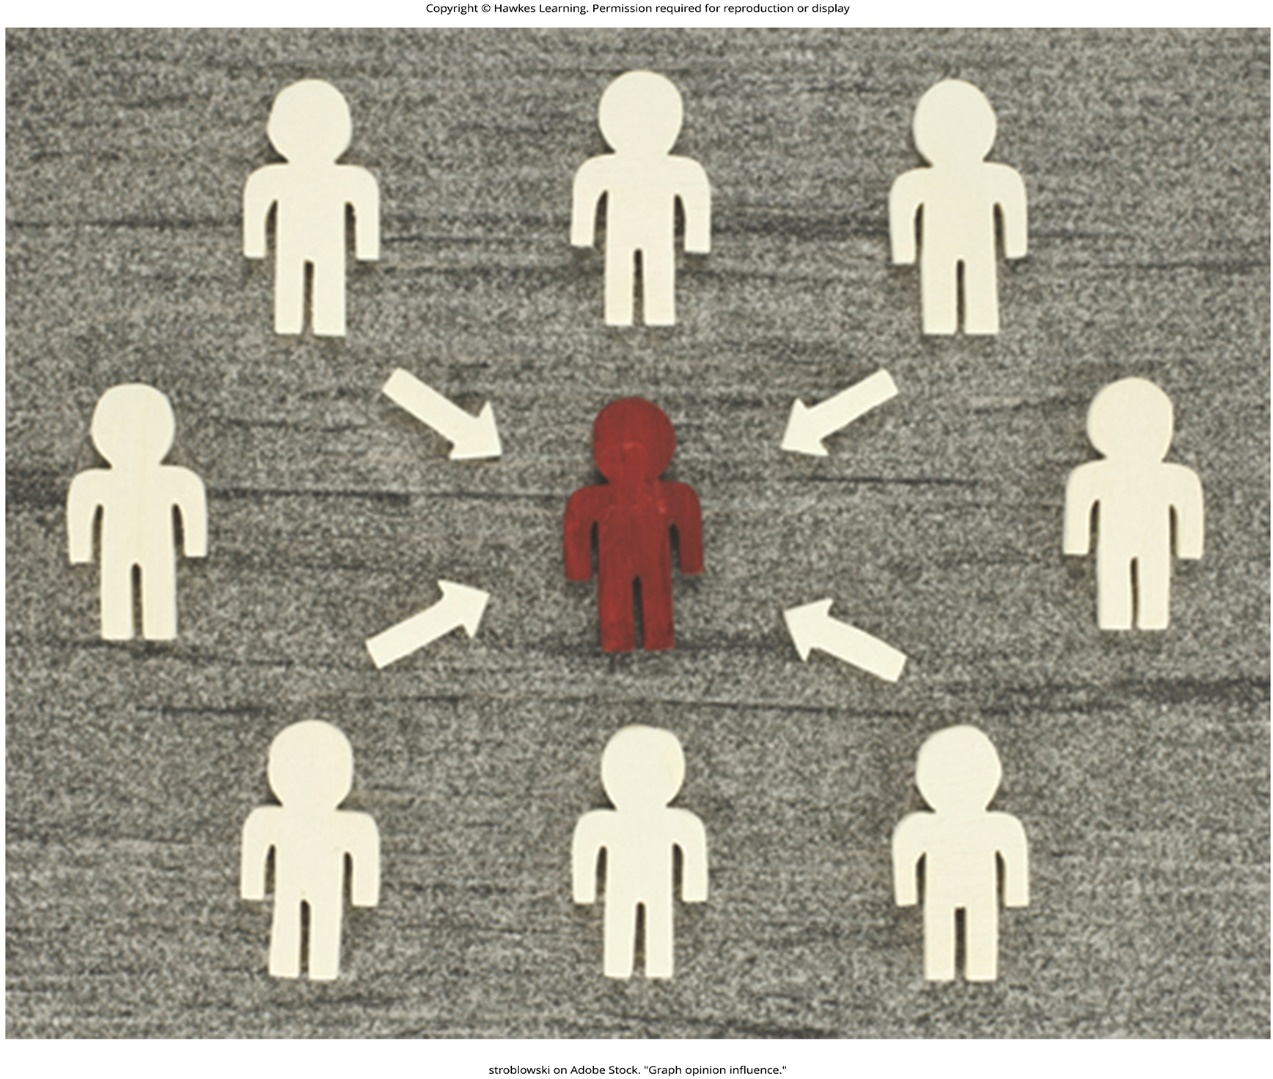 Copyright © Hawkes Learning. Permission required for reproduction or display
stroblowski on Adobe Stock. "Graph opinion influence."